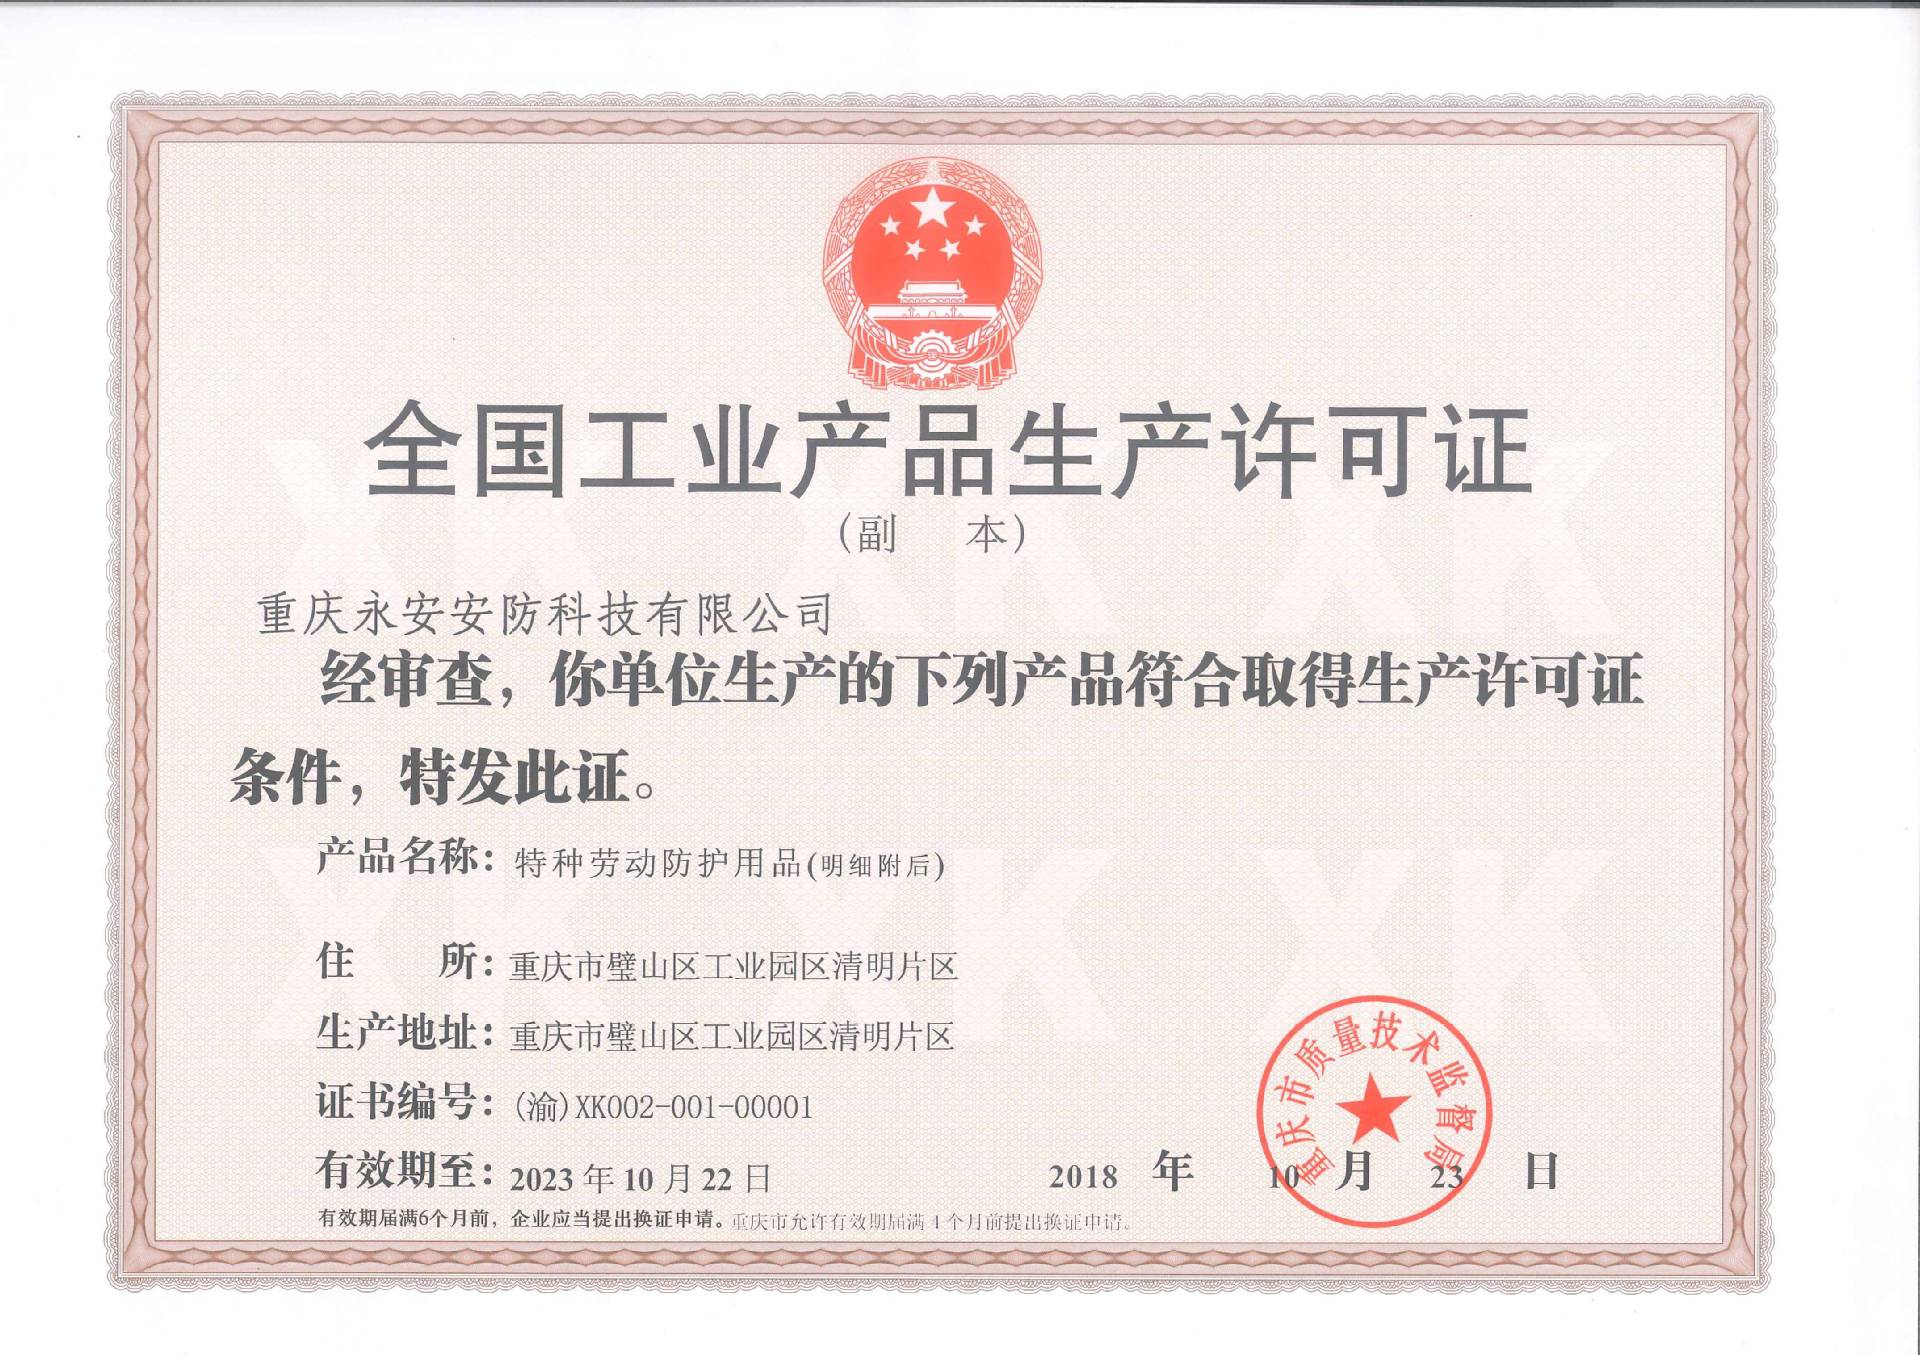 全国工业产品生产许可证
(副 本)
重庆永安安防科技有限公司
经审查，你单位生产的下列产品符合取得生产许可证
条件，特发此证。
产品名称：特种劳动防护用品(明细附后)
住 所：重庆市璧山区工业园区清明片区
生产地址：重庆市璧山区工业园区清明片区
证书编号：(渝)XK002-001-00001
有效期至：2023 年 10 月 22 日
2018 年 10 月 23 日
重庆市质量技术监督局
有效期届满6个月前，企业应当提出换证申请。重庆市允许有效期届满 4 个月前提出换证申请。
XK XK XK
XK XK XK